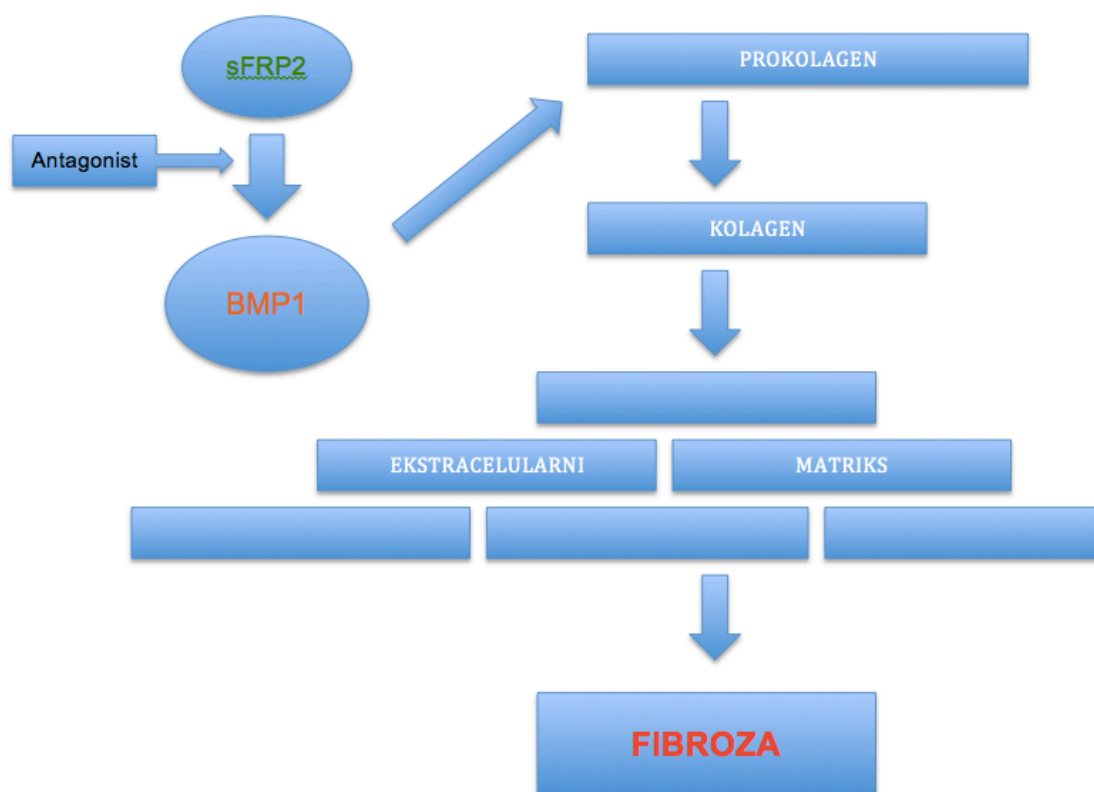 sFRP2
Antagonist
BMP1
PROKOLAGEN
KOLAGEN
EKSTRACELULARNI
MATRIKS
FIBROZA